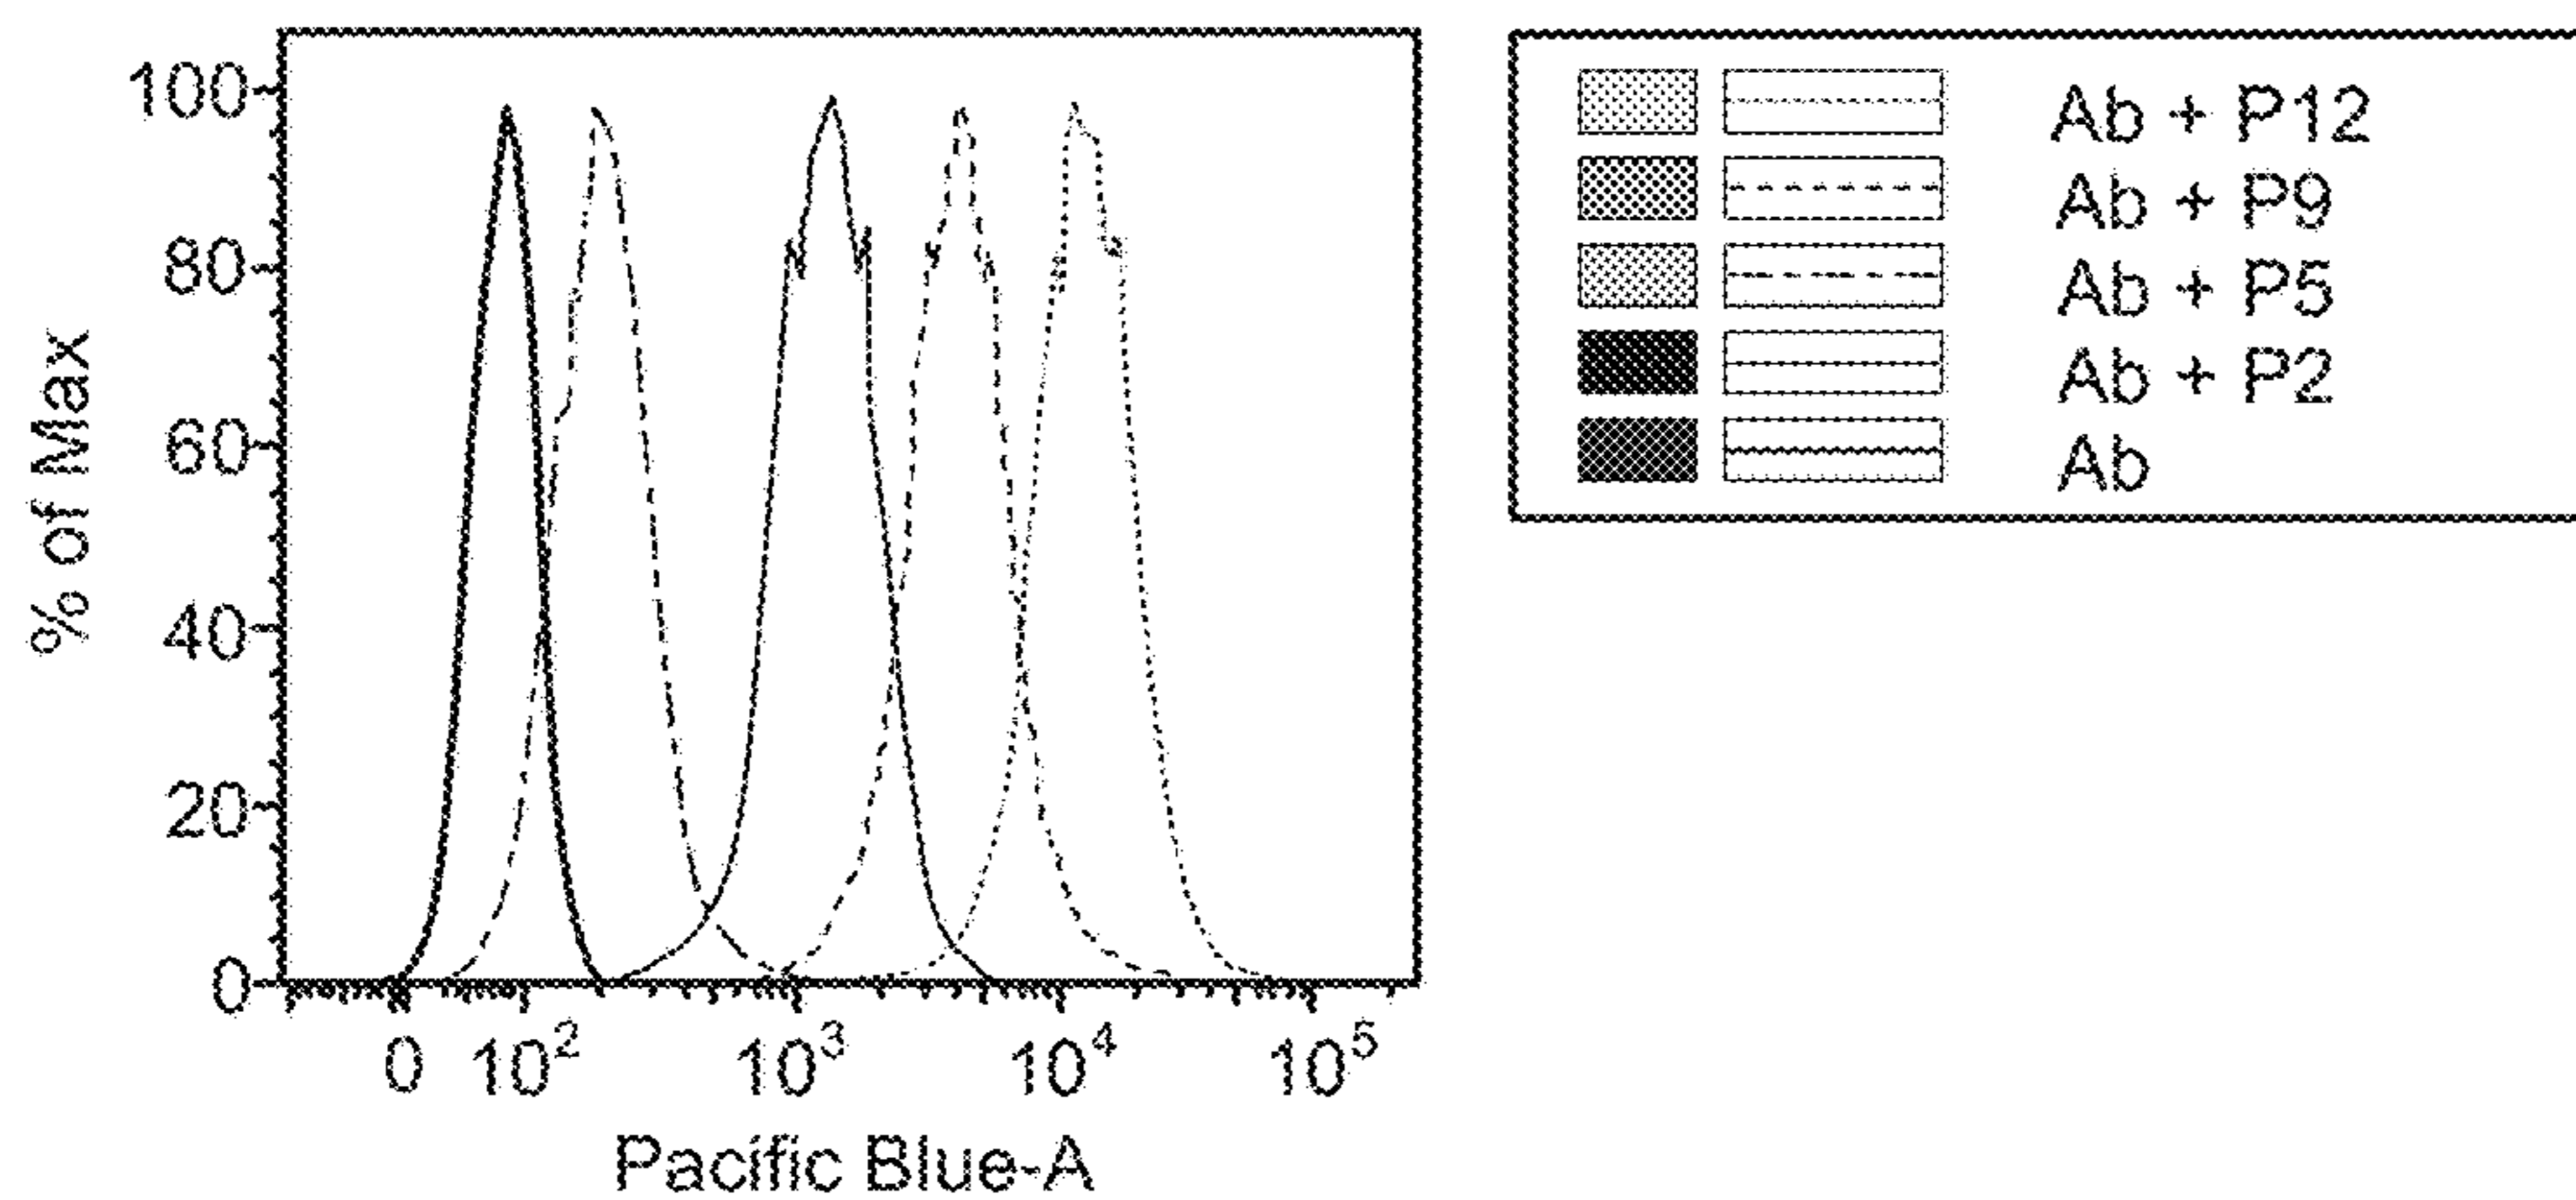 % of Max
100
80
60
40
20
0
0 10² 10³ 10⁴ 10⁵
Pacific Blue-A
Ab + P12
Ab + P9
Ab + P5
Ab + P2
Ab